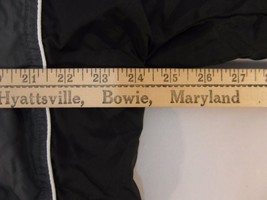 21 22 23 24 25 26 27
Hyattsville, Bowie, Maryland